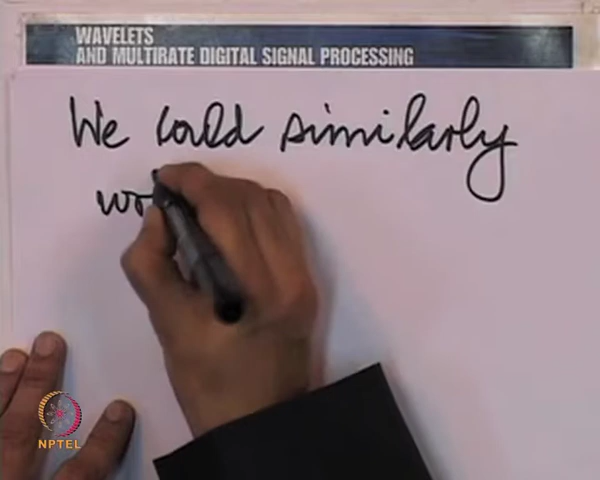 WAVELETS
AND MULTIRATE DIGITAL SIGNAL PROCESSING
We could similarly
NPTEL